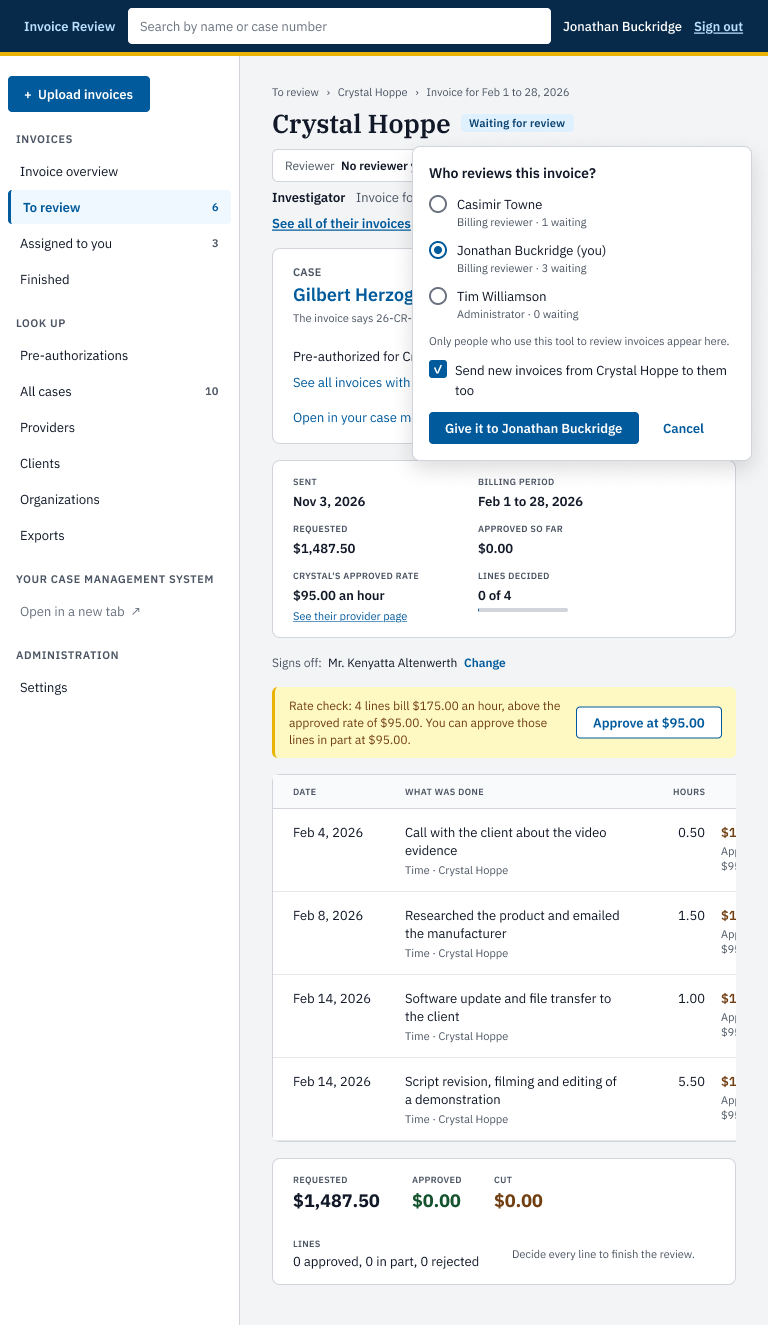 Invoice Review
Search by name or case number
Jonathan Buckridge
Sign out
+ Upload invoices
INVOICES
Invoice overview
To review 6
Assigned to you 3
Finished
LOOK UP
Pre-authorizations
All cases 10
Providers
Clients
Organizations
Exports
YOUR CASE MANAGEMENT SYSTEM
Open in a new tab ↗
ADMINISTRATION
Settings
To review › Crystal Hoppe › Invoice for Feb 1 to 28, 2026
Crystal Hoppe
Waiting for review
Reviewer No reviewer
Investigator Invoice fo
See all of their invoices
CASE
Gilbert Herzog
The invoice says 26-CR-
Pre-authorized for C
See all invoices with
Open in your case m
Who reviews this invoice?
Casimir Towne
Billing reviewer · 1 waiting
Jonathan Buckridge (you)
Billing reviewer · 3 waiting
Tim Williamson
Administrator · 0 waiting
Only people who use this tool to review invoices appear here.
Send new invoices from Crystal Hoppe to them
too
Give it to Jonathan Buckridge
Cancel
SENT
Nov 3, 2026
BILLING PERIOD
Feb 1 to 28, 2026
REQUESTED
$1,487.50
APPROVED SO FAR
$0.00
CRYSTAL'S APPROVED RATE
$95.00 an hour
See their provider page
LINES DECIDED
0 of 4
Signs off: Mr. Kenyatta Altenwerth Change
Rate check: 4 lines bill $175.00 an hour, above the
approved rate of $95.00. You can approve those
lines in part at $95.00.
Approve at $95.00
DATE WHAT WAS DONE HOURS
Feb 4, 2026
Call with the client about the video
evidence
Time · Crystal Hoppe
0.50
$1
App
$95
Feb 8, 2026
Researched the product and emailed
the manufacturer
Time · Crystal Hoppe
1.50
$1
App
$95
Feb 14, 2026
Software update and file transfer to
the client
Time · Crystal Hoppe
1.00
$1
App
$95
Feb 14, 2026
Script revision, filming and editing of
a demonstration
Time · Crystal Hoppe
5.50
$1
App
$95
REQUESTED
$1,487.50
APPROVED
$0.00
CUT
$0.00
LINES
0 approved, 0 in part, 0 rejected
Decide every line to finish the review.